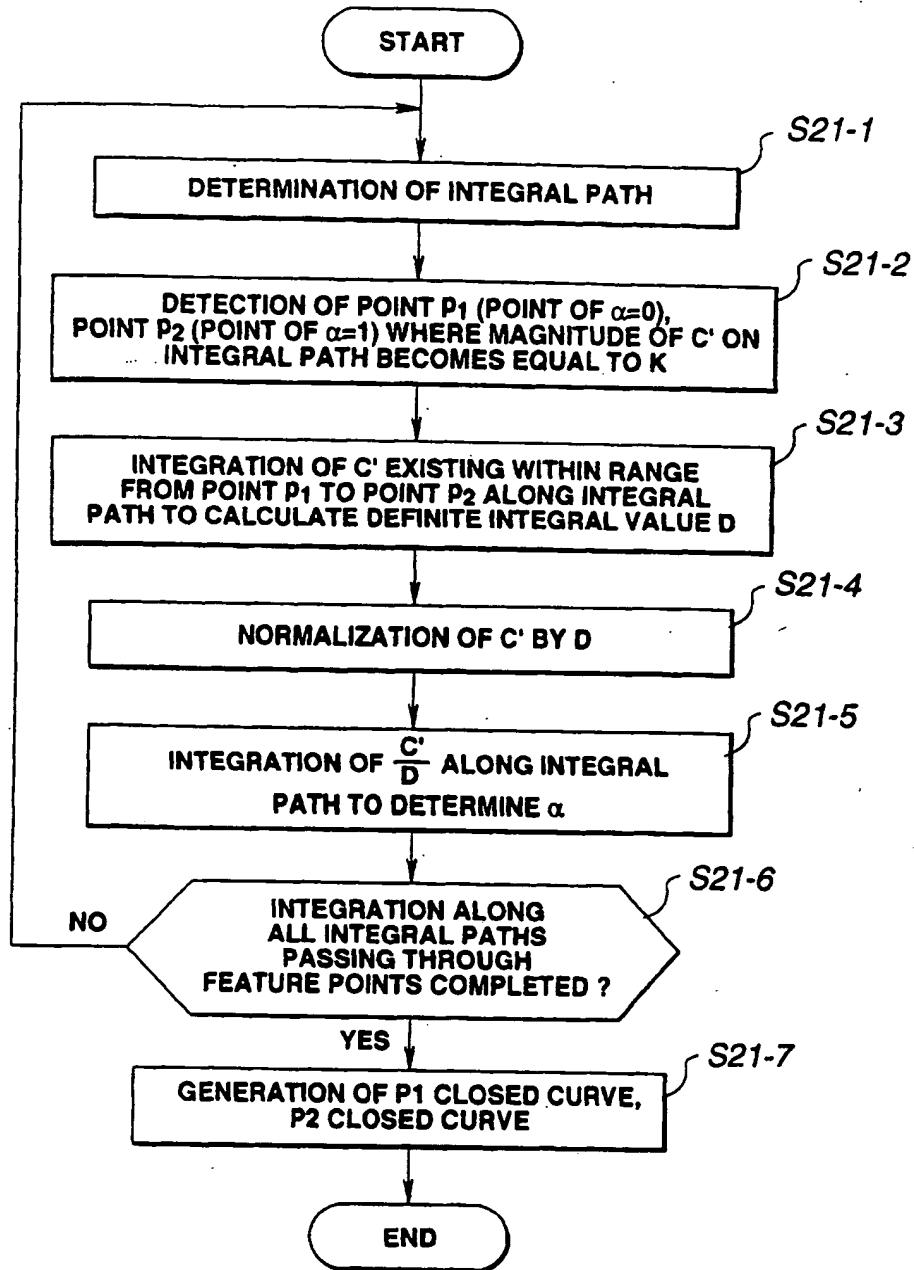 START
S21-1
DETERMINATION OF INTEGRAL PATH
S21-2
DETECTION OF POINT P1 (POINT OF α=0),
POINT P2 (POINT OF α=1) WHERE MAGNITUDE OF C' ON
INTEGRAL PATH BECOMES EQUAL TO K
S21-3
INTEGRATION OF C' EXISTING WITHIN RANGE
FROM POINT P1 TO POINT P2 ALONG INTEGRAL
PATH TO CALCULATE DEFINITE INTEGRAL VALUE D
S21-4
NORMALIZATION OF C' BY D
S21-5
INTEGRATION OF C'/D ALONG INTEGRAL
PATH TO DETERMINE α
S21-6
NO
INTEGRATION ALONG
ALL INTEGRAL PATHS
PASSING THROUGH
FEATURE POINTS COMPLETED ?
YES
S21-7
GENERATION OF P1 CLOSED CURVE,
P2 CLOSED CURVE
END